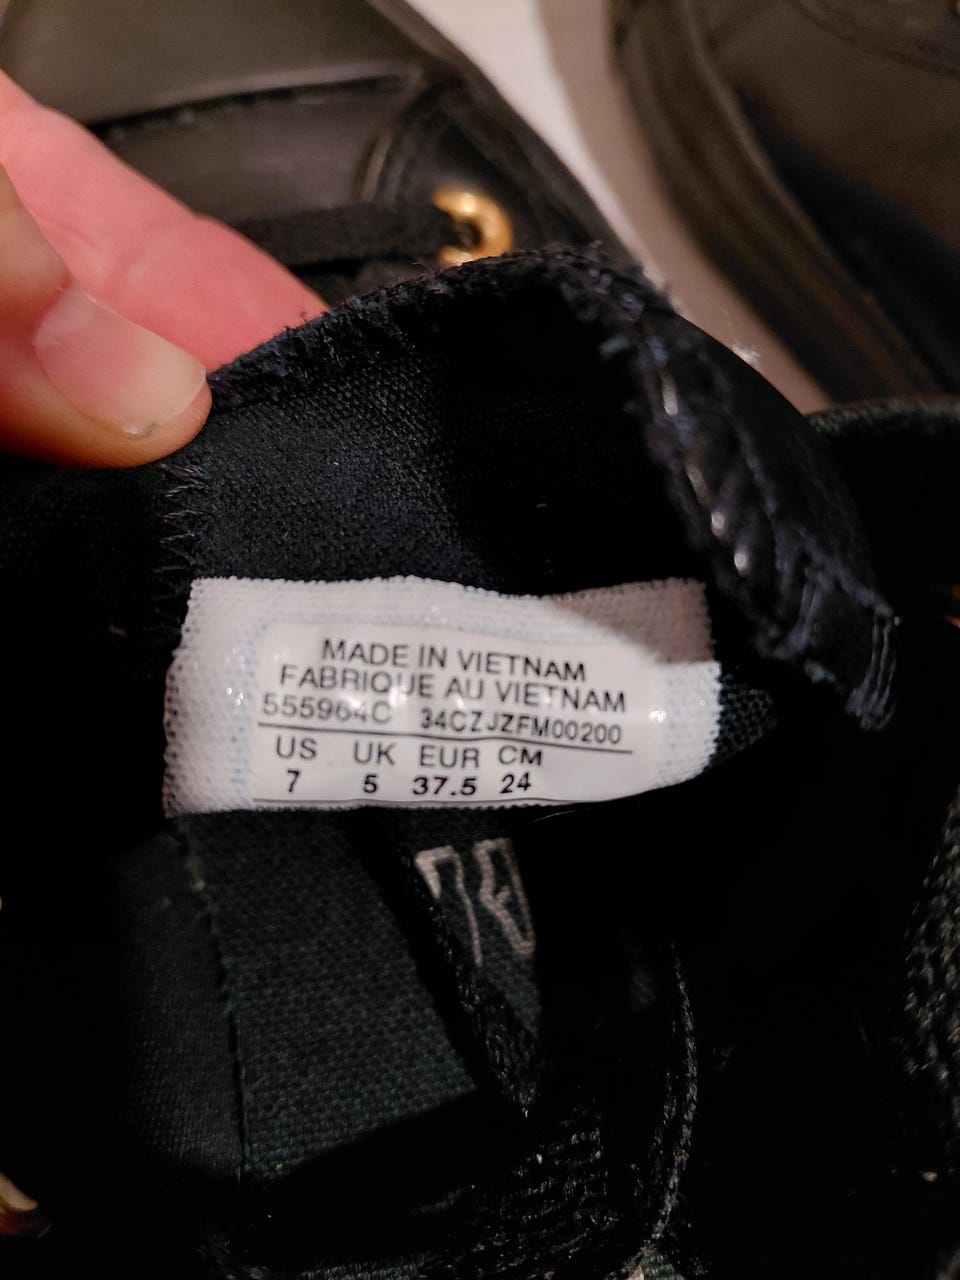 MADE IN VIETNAM
FABRIQUE AU VIETNAM
555964C 34CZJZFM00200
US UK EUR CM
7 5 37.5 24